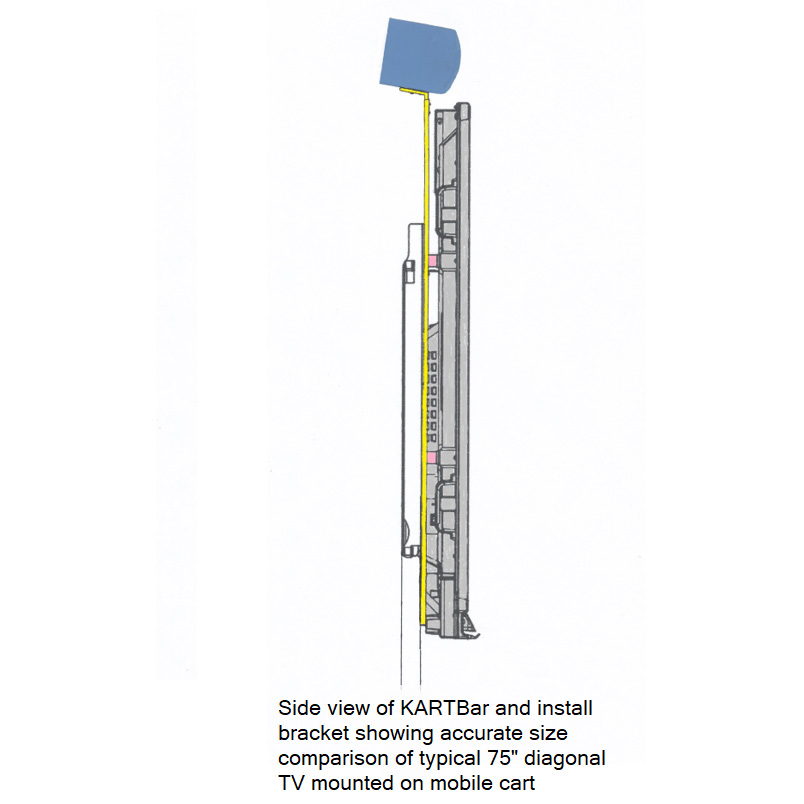 Side view of KARTBar and install
bracket showing accurate size
comparison of typical 75" diagonal
TV mounted on mobile cart